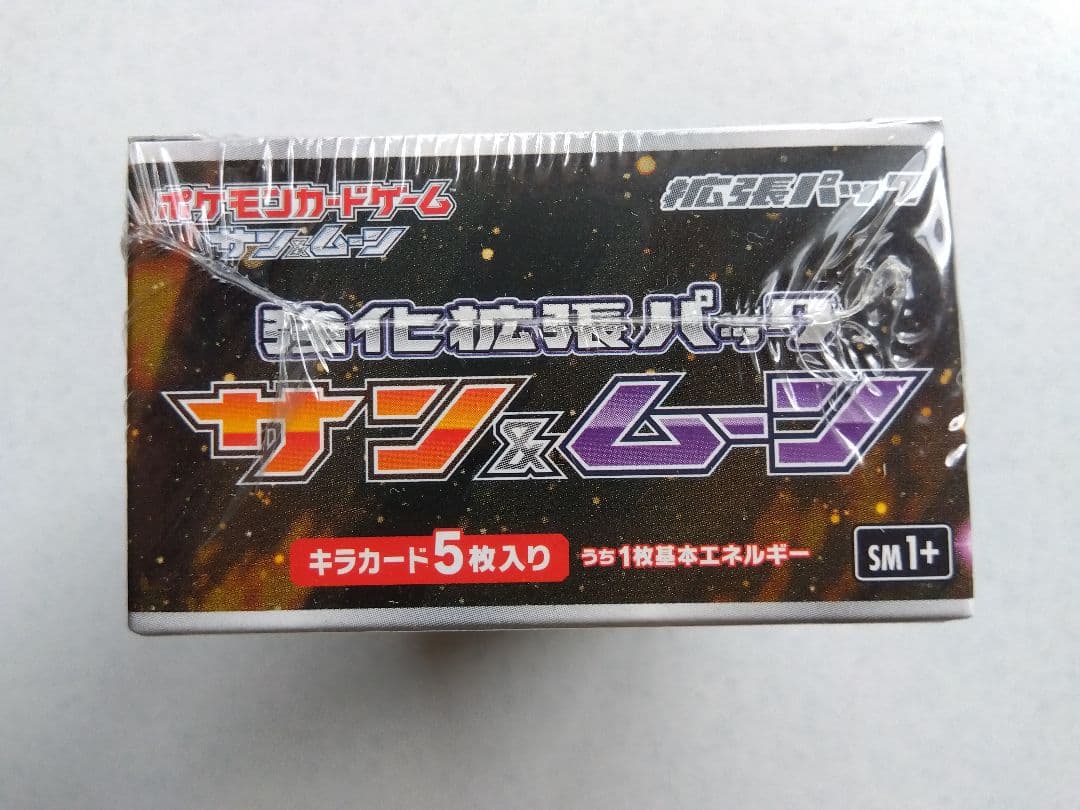 ポケモンカードゲーム
サン&ムーン
拡張パック
強化拡張パック
サン&ムーン
キラカード5枚入り
うち1枚基本エネルギー
SM1+